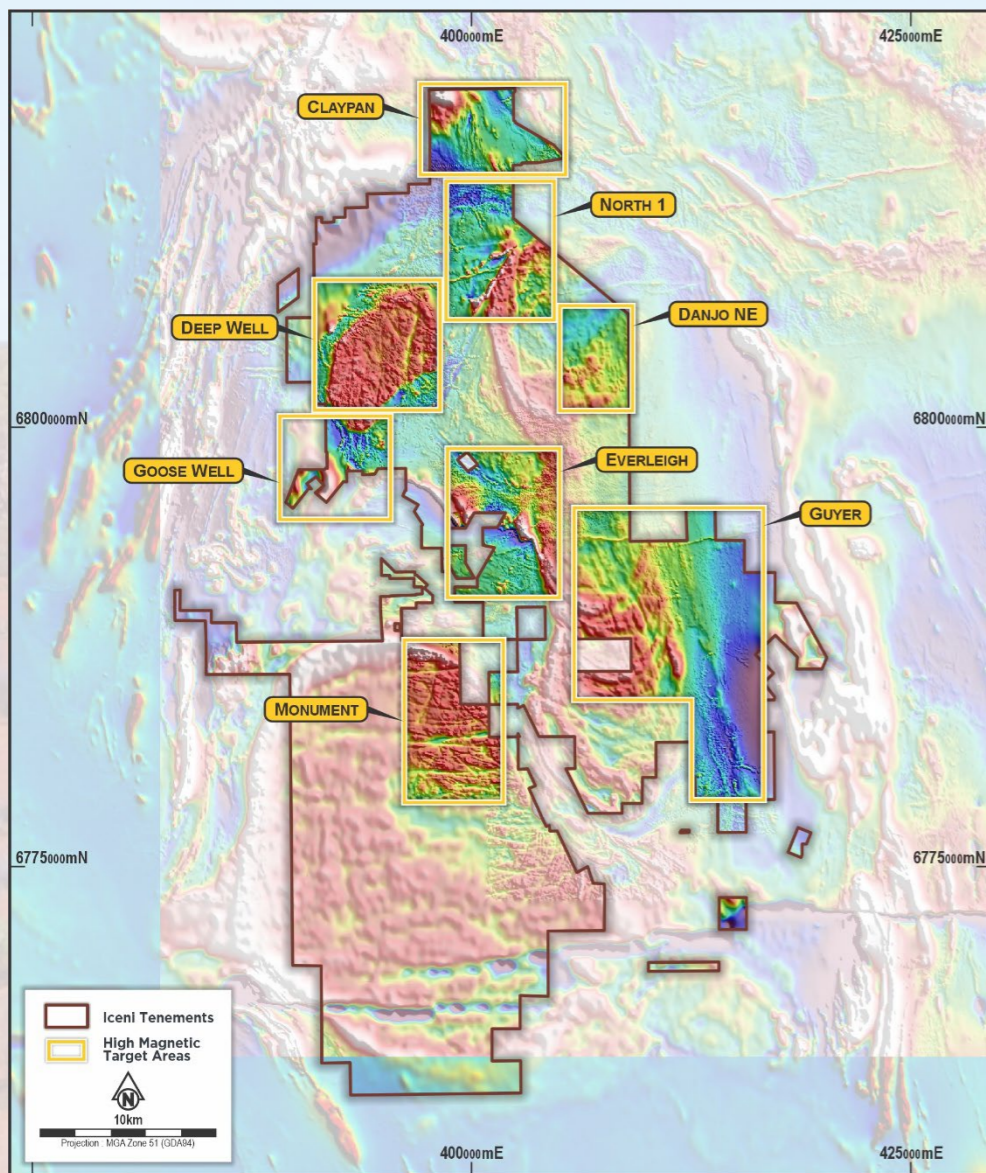 400000mE
425000mE
CLAYPAN
NORTH 1
DEEP WELL
DANJO NE
6800000mN
6800000mN
GOOSE WELL
EVERLEIGH
GUYER
MONUMENT
6775000mN
6775000mN
Iceni Tenements
High Magnetic
Target Areas
N
10km
Projection : MGA Zone 51 (GDA94)
400000mE
425000mE